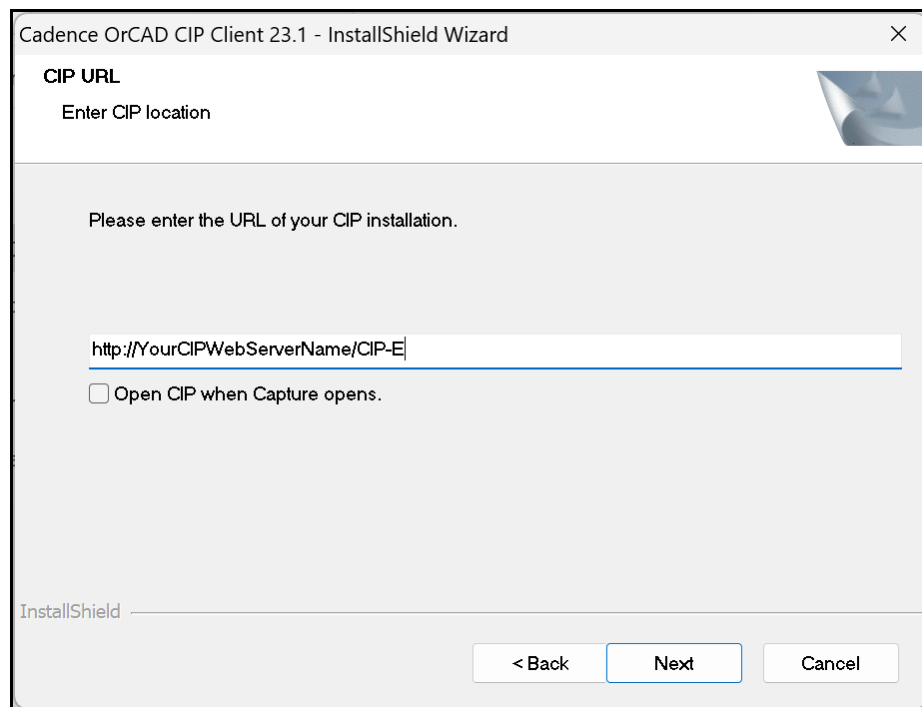 Cadence OrCAD CIP Client 23.1 - InstallShield Wizard
CIP URL
Enter CIP location
Please enter the URL of your CIP installation.
http://YourCIPWebServerName/CIP-E
Open CIP when Capture opens.
InstallShield
< Back
Next
Cancel